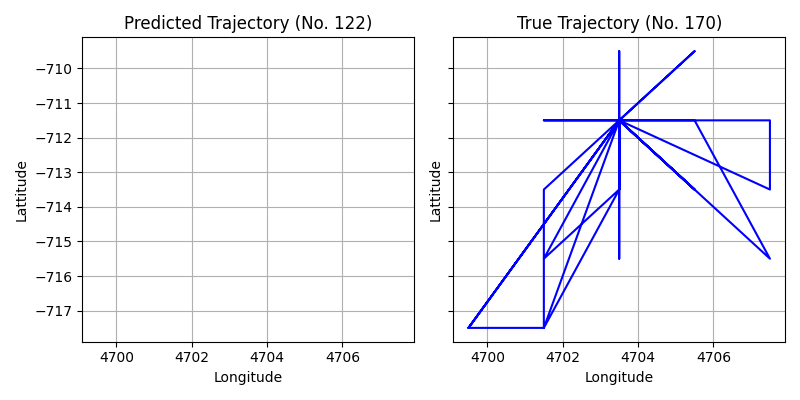 Predicted Trajectory (No. 122)
True Trajectory (No. 170)
−710
−711
−712
−713
−714
−715
−716
−717
Lattitude
Lattitude
4700
4702
4704
4706
4700
4702
4704
4706
Longitude
Longitude